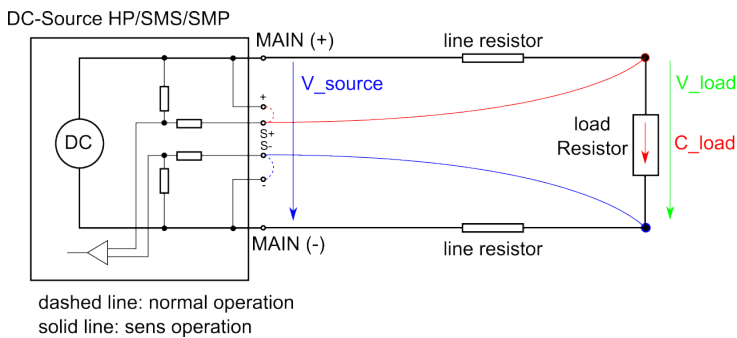 DC-Source HP/SMS/SMP
MAIN (+)
line resistor
V_source
V_load
+
S+
S-
-
DC
load
Resistor
C_load
MAIN (-)
line resistor
dashed line: normal operation
solid line: sens operation